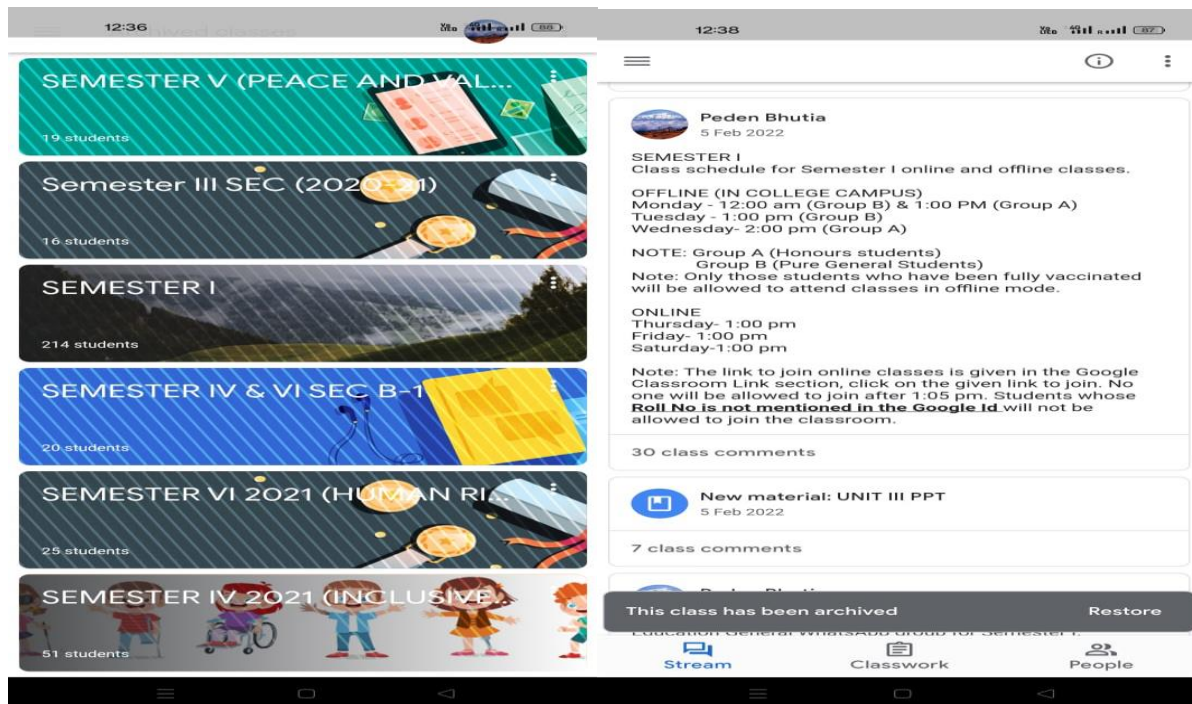 12:36
88
Archived classes
SEMESTER V (PEACE AND VAL...
19 students
Semester III SEC (2020-21)
16 students
SEMESTER I
214 students
SEMESTER IV & VI SEC B-1
20 students
SEMESTER VI 2021 (HUMAN RI...
25 students
SEMESTER IV 2021 (INCLUSIVE...
51 students
12:38
87
Peden Bhutia
5 Feb 2022
SEMESTER I
Class schedule for Semester I online and offline classes.
OFFLINE (IN COLLEGE CAMPUS)
Monday - 12:00 am (Group B) & 1:00 PM (Group A)
Tuesday - 1:00 pm (Group B)
Wednesday- 2:00 pm (Group A)
NOTE: Group A (Honours students)
Group B (Pure General Students)
Note: Only those students who have been fully vaccinated
will be allowed to attend classes in offline mode.
ONLINE
Thursday- 1:00 pm
Friday- 1:00 pm
Saturday-1:00 pm
Note: The link to join online classes is given in the Google
Classroom Link section, click on the given link to join. No
one will be allowed to join after 1:05 pm. Students whose
Roll No is not mentioned in the Google Id will not be
allowed to join the classroom.
30 class comments
New material: UNIT III PPT
5 Feb 2022
7 class comments
This class has been archived
Restore
Education General WhatsApp Group for Semester I.
Stream
Classwork
People